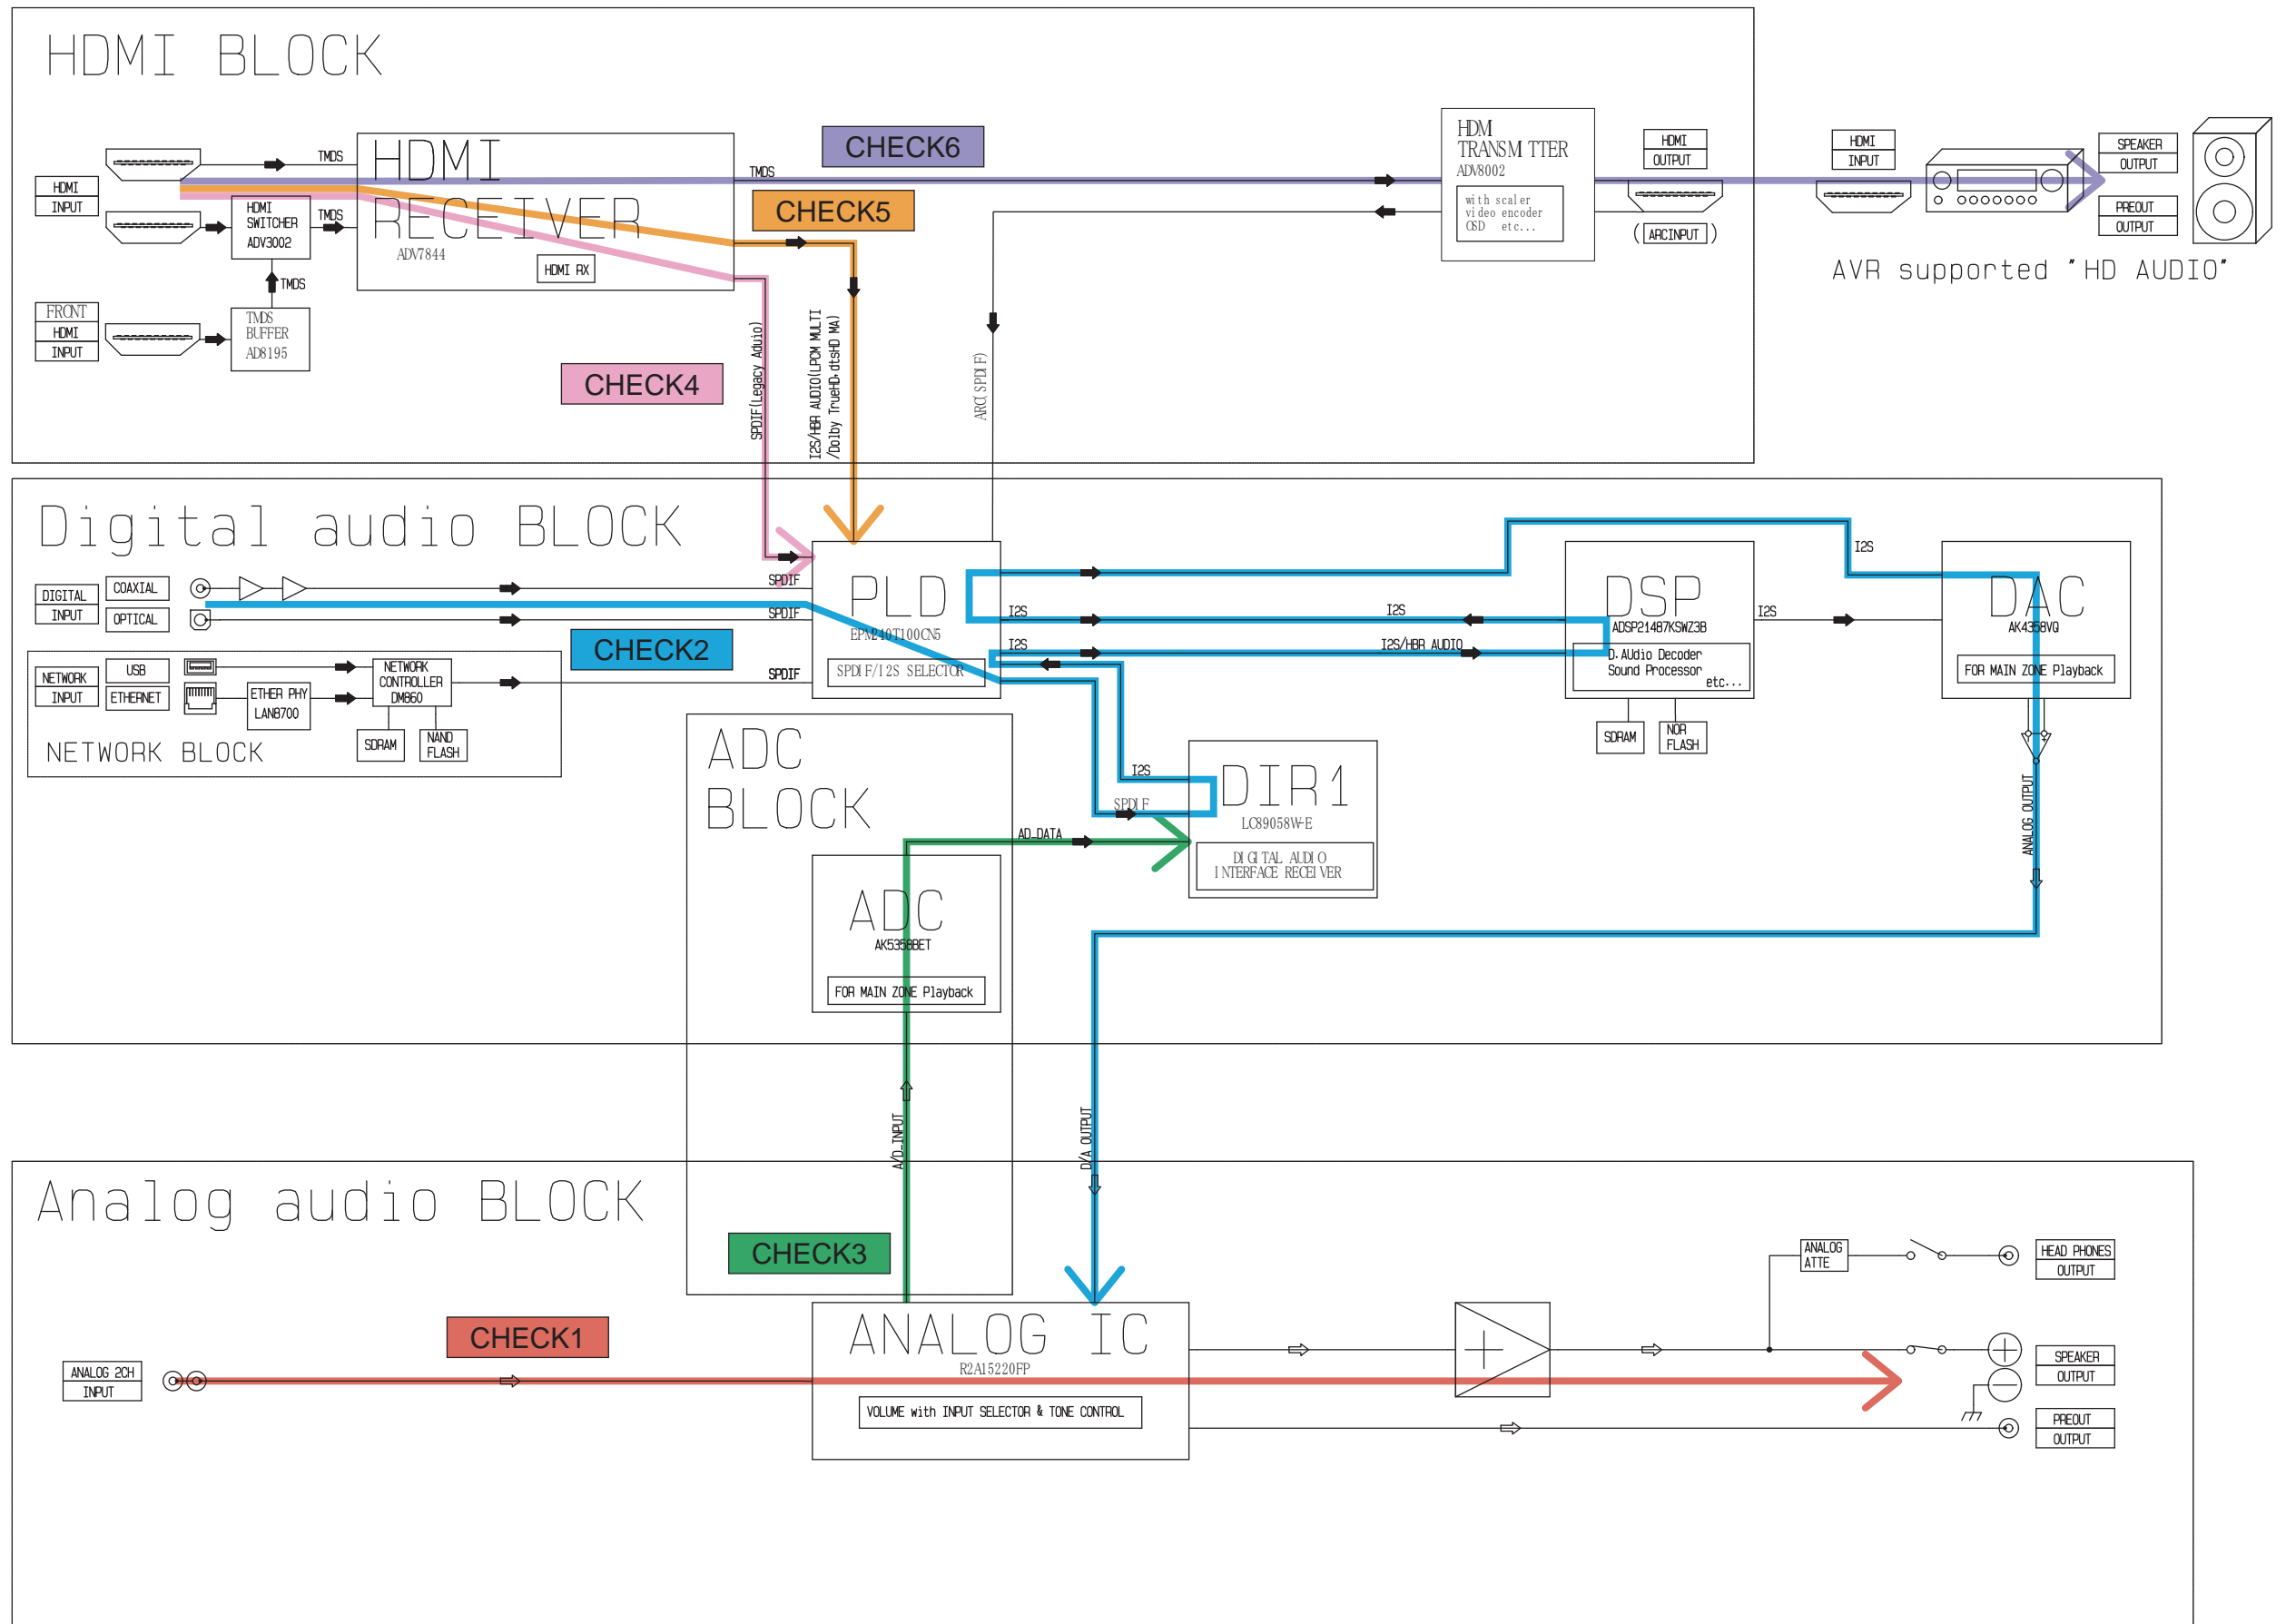 HDMI BLOCK
HDMI
INPUT
TMDS
HDMI
SWITCHER
ADV3002
TMDS
TMDS
FRONT
HDMI
INPUT
TMDS
BUFFER
AD8195
HDMI
RECEIVER
ADV7844
HDMI RX
CHECK6
TMDS
CHECK5
CHECK4
SPDIF(Legacy Aduio)
I2S/HBR AUDIO(LPCM MULTI
/Dolby TrueHD,dtsHD MA)
ARC(SPDIF)
HDM
TRANSM TTER
ADV8002
with scaler
video encoder
OSD etc...
HDMI
OUTPUT
(ARCINPUT)
HDMI
INPUT
SPEAKER
OUTPUT
PREOUT
OUTPUT
AVR supported "HD AUDIO"
Digital audio BLOCK
DIGITAL
INPUT
COAXIAL
OPTICAL
SPDIF
SPDIF
CHECK2
NETWORK
INPUT
USB
ETHERNET
ETHER PHY
LAN8700
NETWORK
CONTROLLER
DM860
SDRAM
NAND
FLASH
SPDIF
NETWORK BLOCK
PLD
EPM240T100CN5
SPDIF/I2S SELECTOR
I2S
I2S
I2S
I2S/HBR AUDIO
DSP
ADSP21487KSWZ3B
D.AUdio Decoder
Sound Processor
etc...
SDRAM
NOR
FLASH
I2S
I2S
DAC
AK4358VQ
FOR MAIN ZONE Playback
ANALOG OUTPUT
ADC
BLOCK
I2S
SPDIF
DIR1
LC89058W-E
DIGITAL AUDIO
INTERFACE RECEIVER
AD_DATA
ADC
AK5358BET
FOR MAIN ZONE Playback
A/D_INPUT
D/A_OUTPUT
Analog audio BLOCK
CHECK3
CHECK1
ANALOG 2CH
INPUT
ANALOG IC
R2A15220FP
VOLUME with INPUT SELECTOR & TONE CONTROL
ANALOG
ATTE
HEAD PHONES
OUTPUT
SPEAKER
OUTPUT
PREOUT
OUTPUT